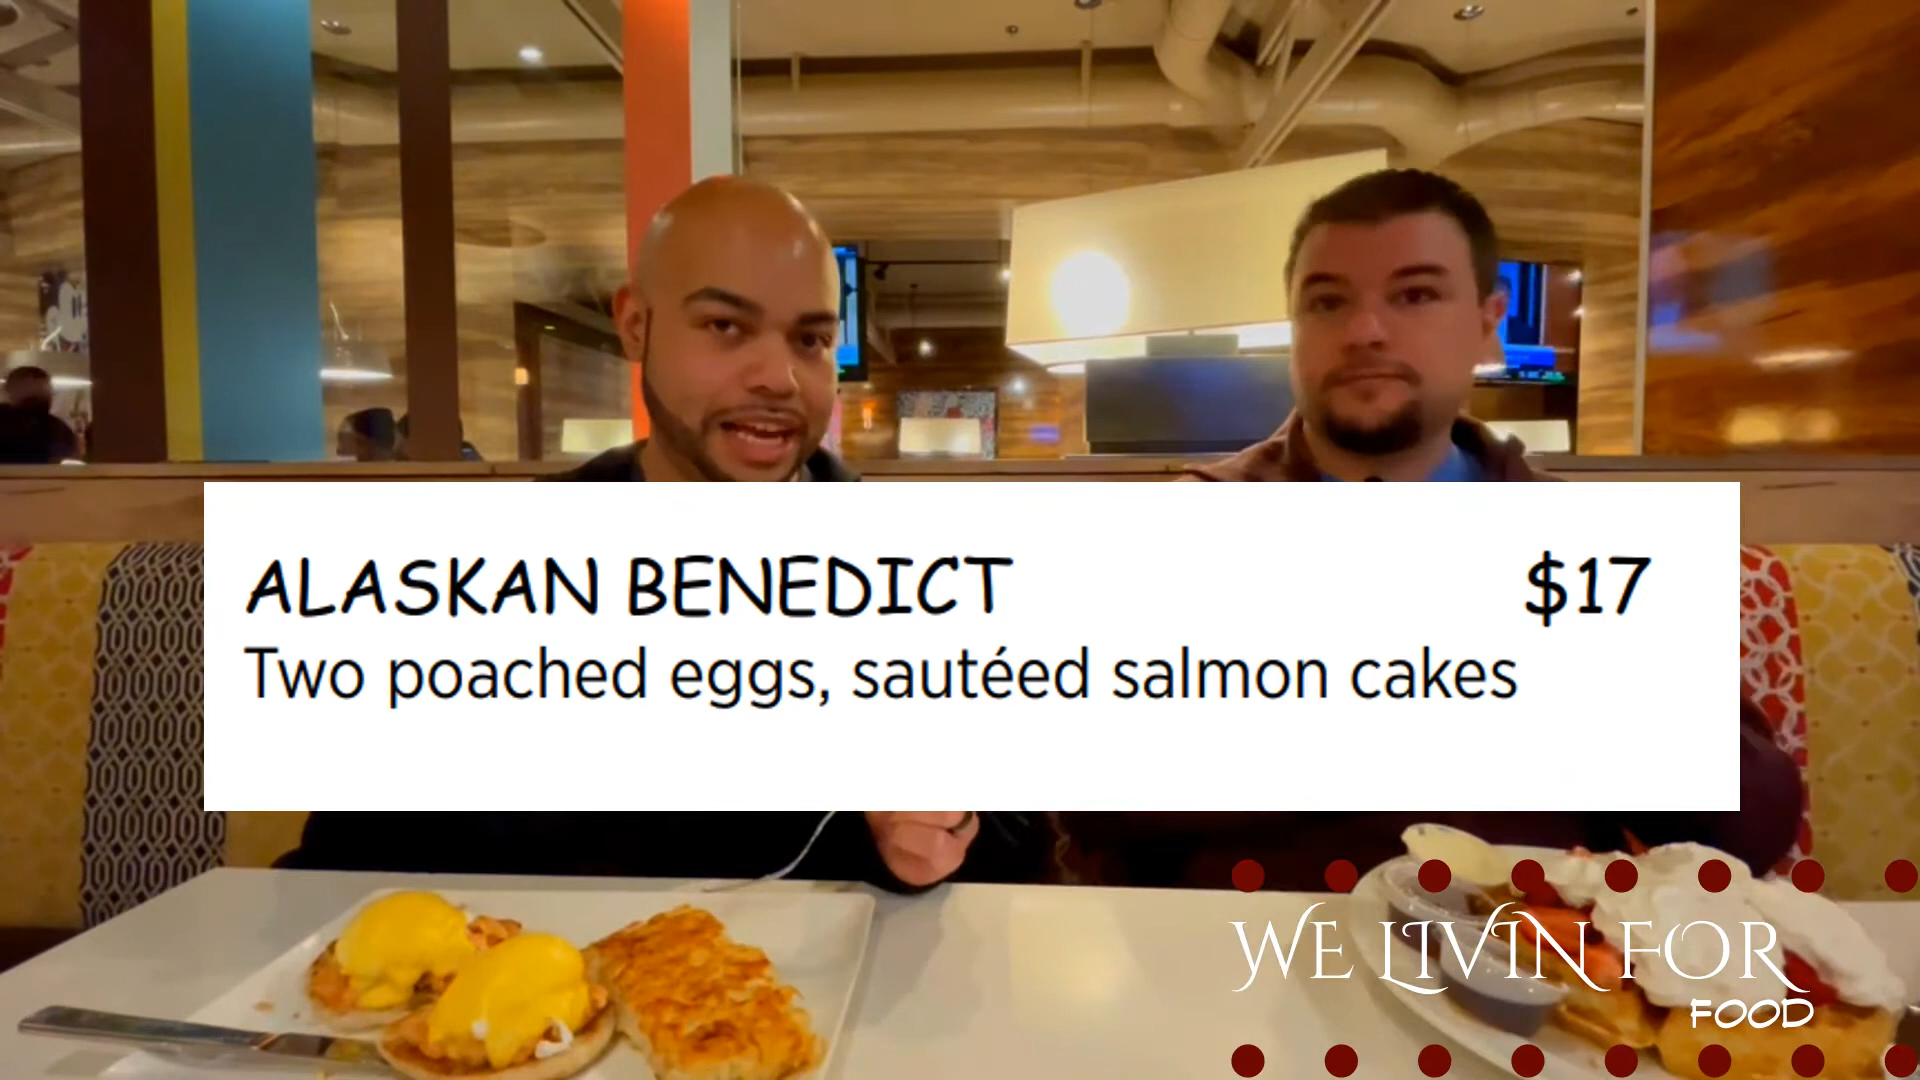 ALASKAN BENEDICT $17
Two poached eggs, sautéed salmon cakes
WE LIVIN FOR
FOOD